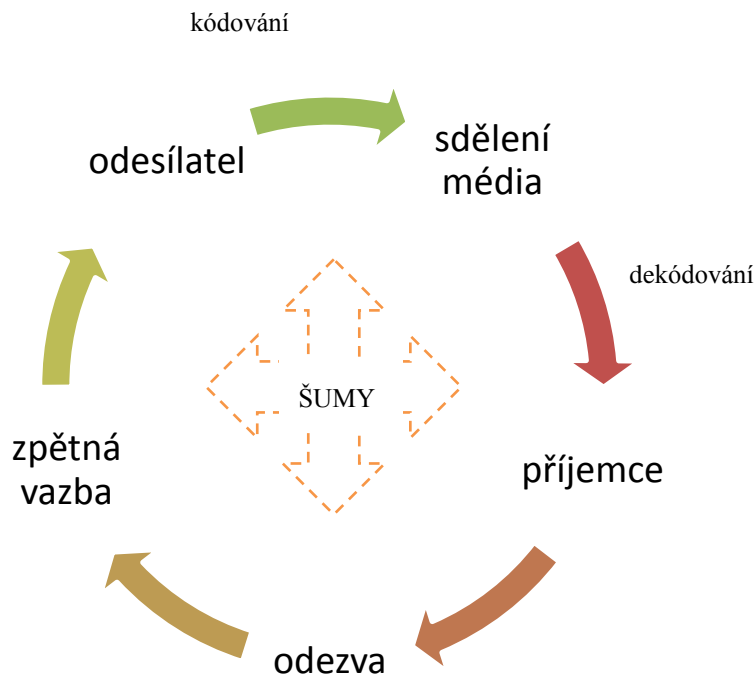 kódování
odesílatel
sdělení
média
dekódování
ŠUMY
zpětná
vazba
příjemce
odezva